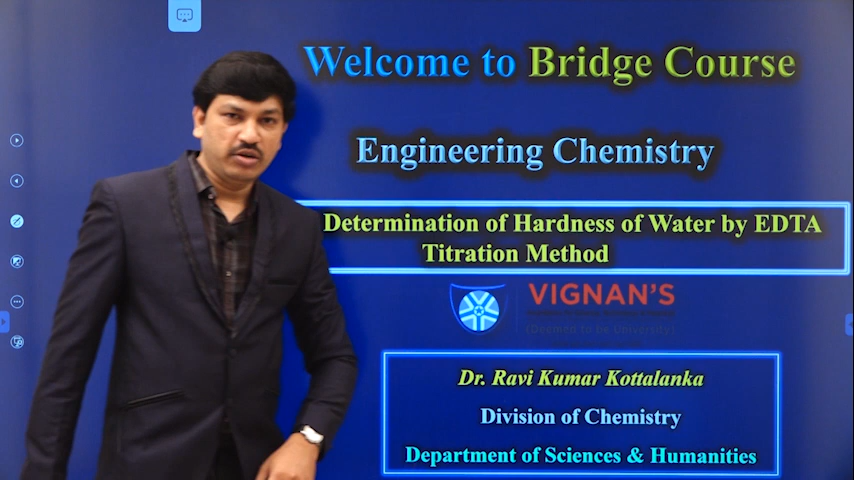 Welcome to Bridge Course
Engineering Chemistry
Determination of Hardness of Water by EDTA
Titration Method
VIGNAN'S
(Deemed to be University)
Dr. Ravi Kumar Kottalanka
Division of Chemistry
Department of Sciences & Humanities